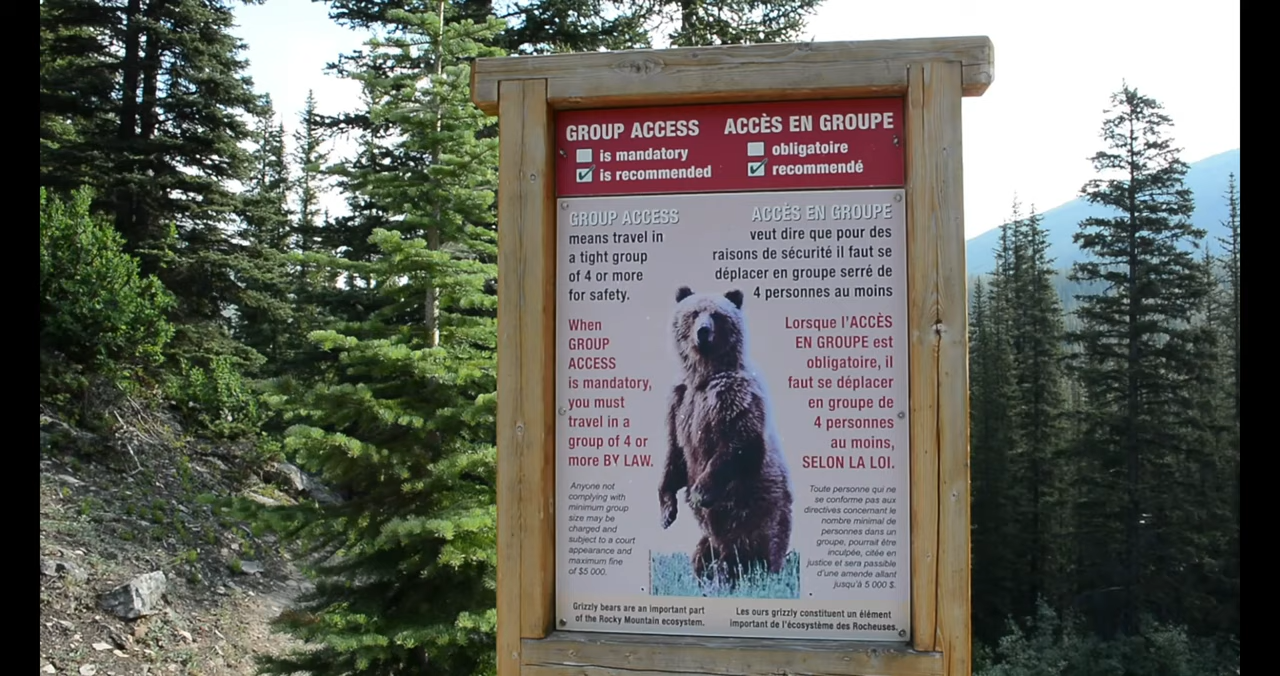 GROUP ACCESS
is mandatory
is recommended
ACCÈS EN GROUPE
obligatoire
recommendé
GROUP ACCESS
means travel in
a tight group
of 4 or more
for safety.
When
GROUP
ACCESS
is mandatory,
you must
travel in a
group of 4 or
more BY LAW.
Anyone not
complying with
minimum group
size may be
charged and
subject to a court
appearance and
maximum fine
of $5 000.
Grizzly bears are an important part
of the Rocky Mountain ecosystem.
ACCÈS EN GROUPE
veut dire que pour des
raisons de sécurité il faut se
déplacer en groupe serré de
4 personnes au moins
Lorsque l'ACCÈS
EN GROUPE est
obligatoire, il
faut se déplacer
en groupe de
4 personnes
au moins,
SELON LA LOI.
Toute personne qui ne
se conforme pas aux
directives concernant le
nombre minimal de
personnes dans un
groupe, pourrait être
inculpée, citée en
justice et sera passible
d'une amende allant
jusqu'à 5 000 $.
Les ours grizzly constituent un élément
important de l'écosystème des Rocheuses.